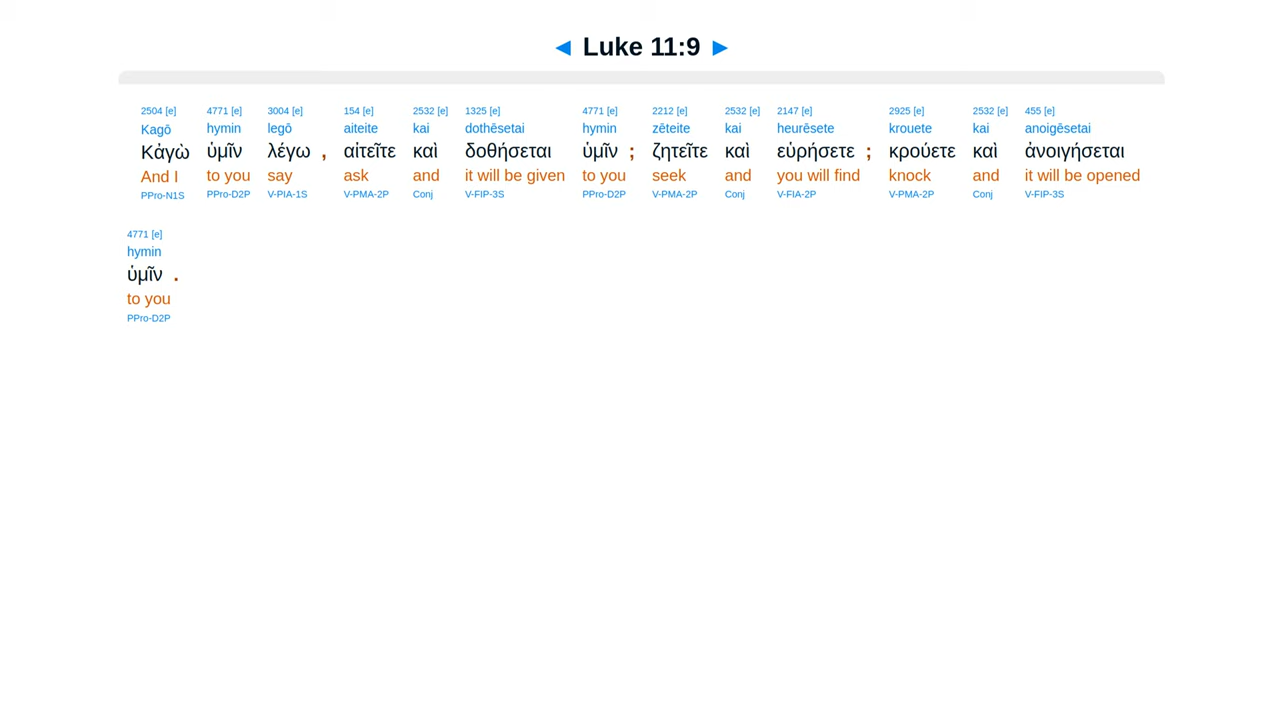 ◄ Luke 11:9 ►
2504 [e] 4771 [e] 3004 [e] 154 [e] 2532 [e] 1325 [e] 4771 [e] 2212 [e] 2532 [e] 2147 [e] 2925 [e] 2532 [e] 455 [e]
Kagō hymin legō aiteite kai dothēsetai hymin zēteite kai heurēsete krouete kai anoigēsetai
Κἀγὼ ὑμῖν λέγω , αἰτεῖτε καὶ δοθήσεται ὑμῖν ; ζητεῖτε καὶ εὑρήσετε ; κρούετε καὶ ἀνοιγήσεται
And I to you say ask and it will be given to you seek and you will find knock and it will be opened
PPro-N1S PPro-D2P V-PIA-1S V-PMA-2P Conj V-FIP-3S PPro-D2P V-PMA-2P Conj V-FIA-2P V-PMA-2P Conj V-FIP-3S
4771 [e]
hymin
ὑμῖν .
to you
PPro-D2P